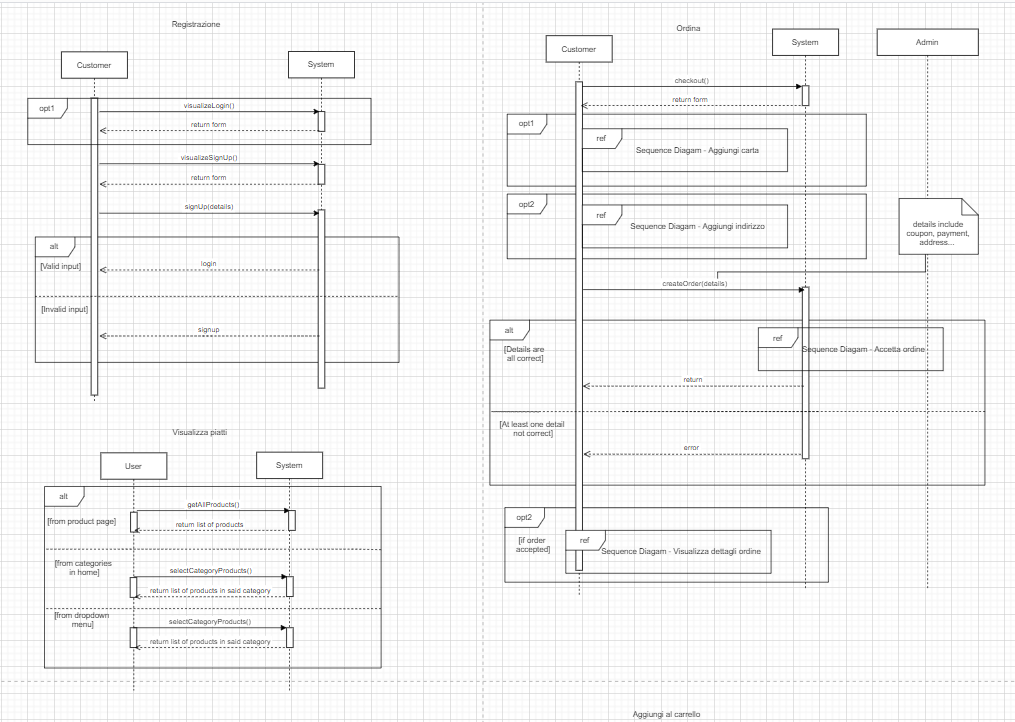 Registrazione
Customer
System
opt1
visualizeLogin()
return form
visualizeSignUp()
return form
signUp(details)
alt
[Valid input]
login
[Invalid input]
signup
Visualizza piatti
User
System
alt
[from product page]
getAllProducts()
return list of products
[from categories
in home]
selectCategoryProducts()
return list of products in said category
[from dropdown
menu]
selectCategoryProducts()
return list of products in said category
Ordina
Customer
System
Admin
checkout()
return form
opt1
ref
Sequence Diagam - Aggiungi carta
opt2
ref
Sequence Diagam - Aggiungi indirizzo
details include
coupon, payment,
address...
createOrder(details)
alt
[Details are
all correct]
ref
Sequence Diagam - Accetta ordine
return
[At least one detail
not correct]
error
opt2
[if order
accepted]
ref
Sequence Diagam - Visualizza dettagli ordine
Aggiungi al carrello